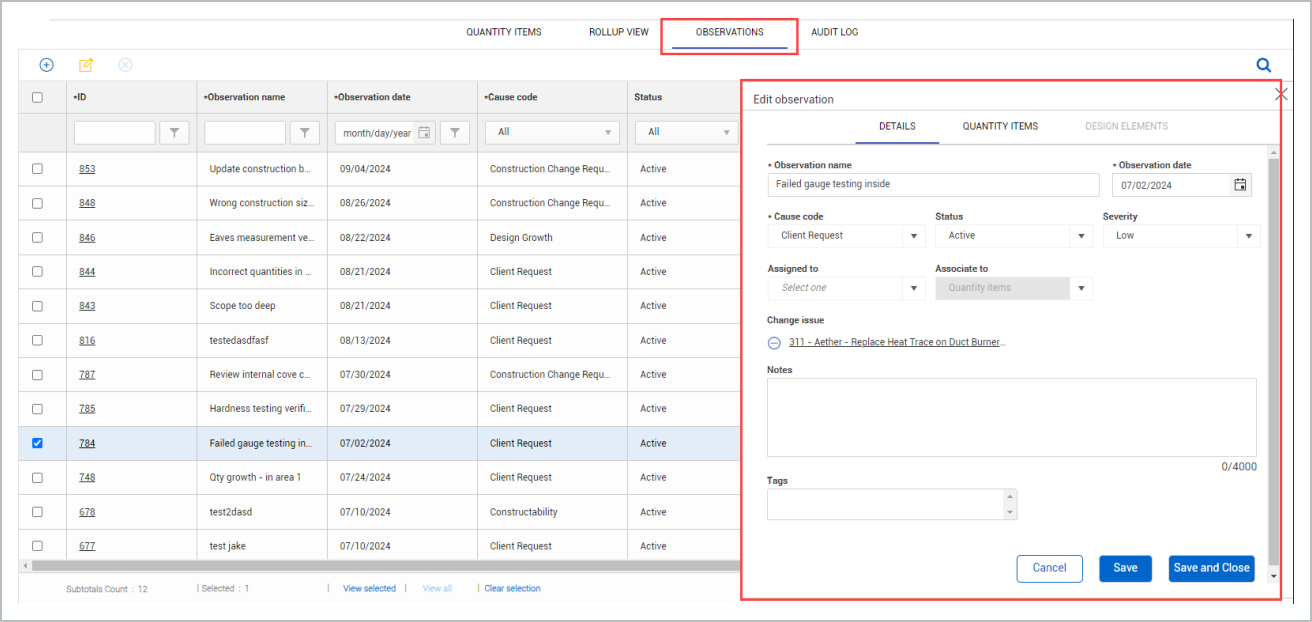 QUANTITY ITEMS ROLLUP VIEW OBSERVATIONS AUDIT LOG
•ID •Observation name •Observation date •Cause code Status
month/day/year All All
853 Update construction b... 09/04/2024 Construction Change Requ... Active
848 Wrong construction siz... 08/26/2024 Construction Change Requ... Active
846 Eaves measurement ve... 08/22/2024 Design Growth Active
844 Incorrect quantities in ... 08/21/2024 Client Request Active
843 Scope too deep 08/21/2024 Client Request Active
816 testedasdfasf 08/13/2024 Client Request Active
787 Review internal cove c... 07/30/2024 Construction Change Requ... Active
785 Hardness testing verifi... 07/29/2024 Client Request Active
784 Failed gauge testing in... 07/02/2024 Client Request Active
748 Qty growth - in area 1 07/24/2024 Client Request Active
678 test2dasd 07/10/2024 Constructability Active
677 test jake 07/10/2024 Client Request Active
Subtotals Count : 12 | Selected : 1 | View selected | View all | Clear selection
Edit observation
DETAILS QUANTITY ITEMS DESIGN ELEMENTS
• Observation name • Observation date
Failed gauge testing inside 07/02/2024
• Cause code Status Severity
Client Request Active Low
Assigned to Associate to
Select one Quantity items
Change issue
311 - Aether - Replace Heat Trace on Duct Burner...
Notes
0/4000
Tags
Cancel Save Save and Close